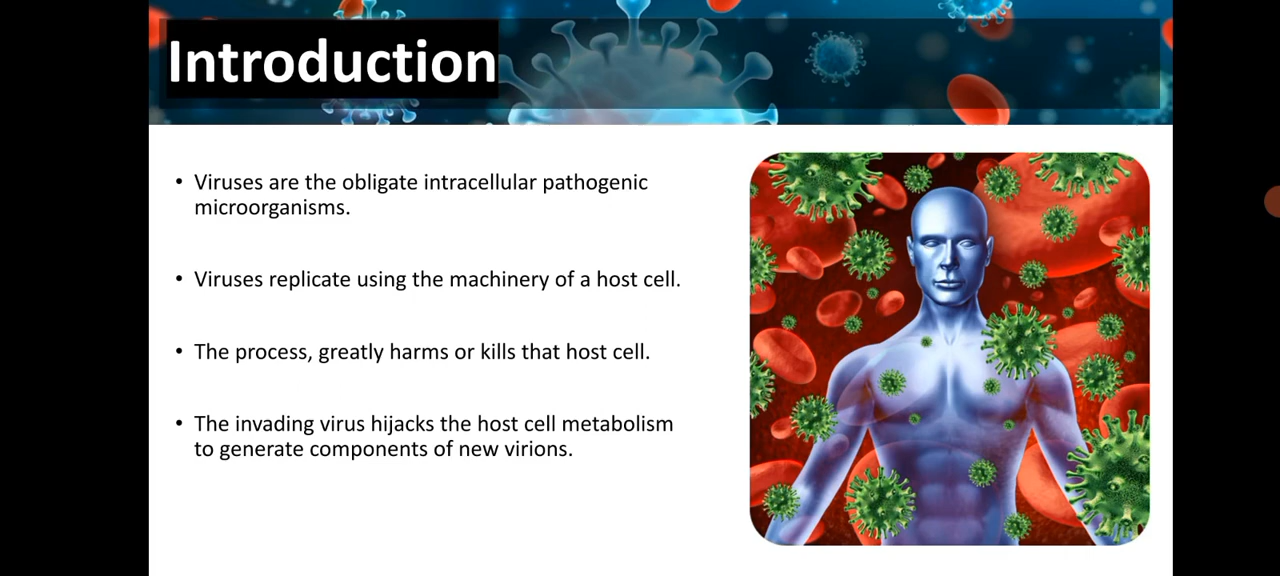 Introduction
• Viruses are the obligate intracellular pathogenic
microorganisms.
• Viruses replicate using the machinery of a host cell.
• The process, greatly harms or kills that host cell.
• The invading virus hijacks the host cell metabolism
to generate components of new virions.